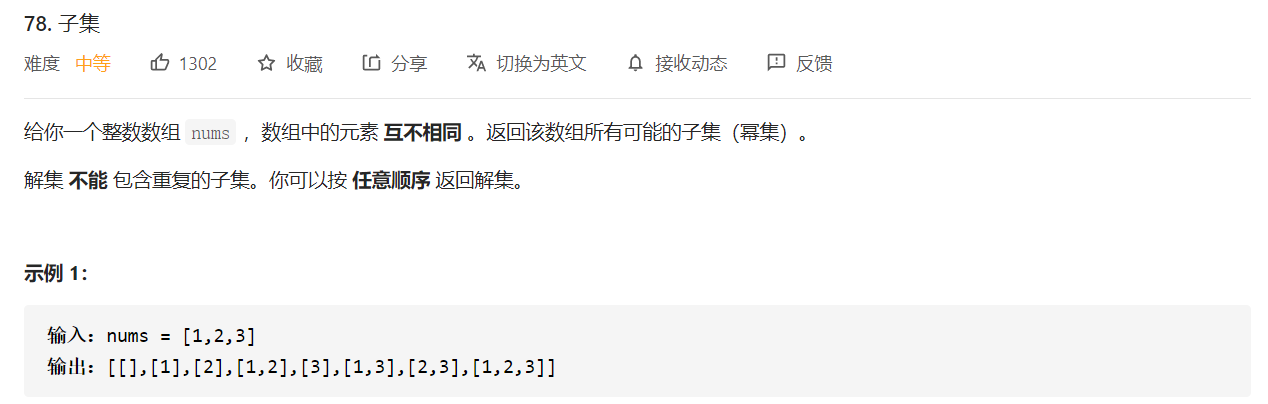 78. 子集
难度 中等 1302 收藏 分享 切换为英文 接收动态 反馈
给你一个整数数组 nums ，数组中的元素 互不相同 。返回该数组所有可能的子集（幂集）。
解集 不能 包含重复的子集。你可以按 任意顺序 返回解集。
示例 1：
输入：nums = [1,2,3]
输出：[[],[1],[2],[1,2],[3],[1,3],[2,3],[1,2,3]]